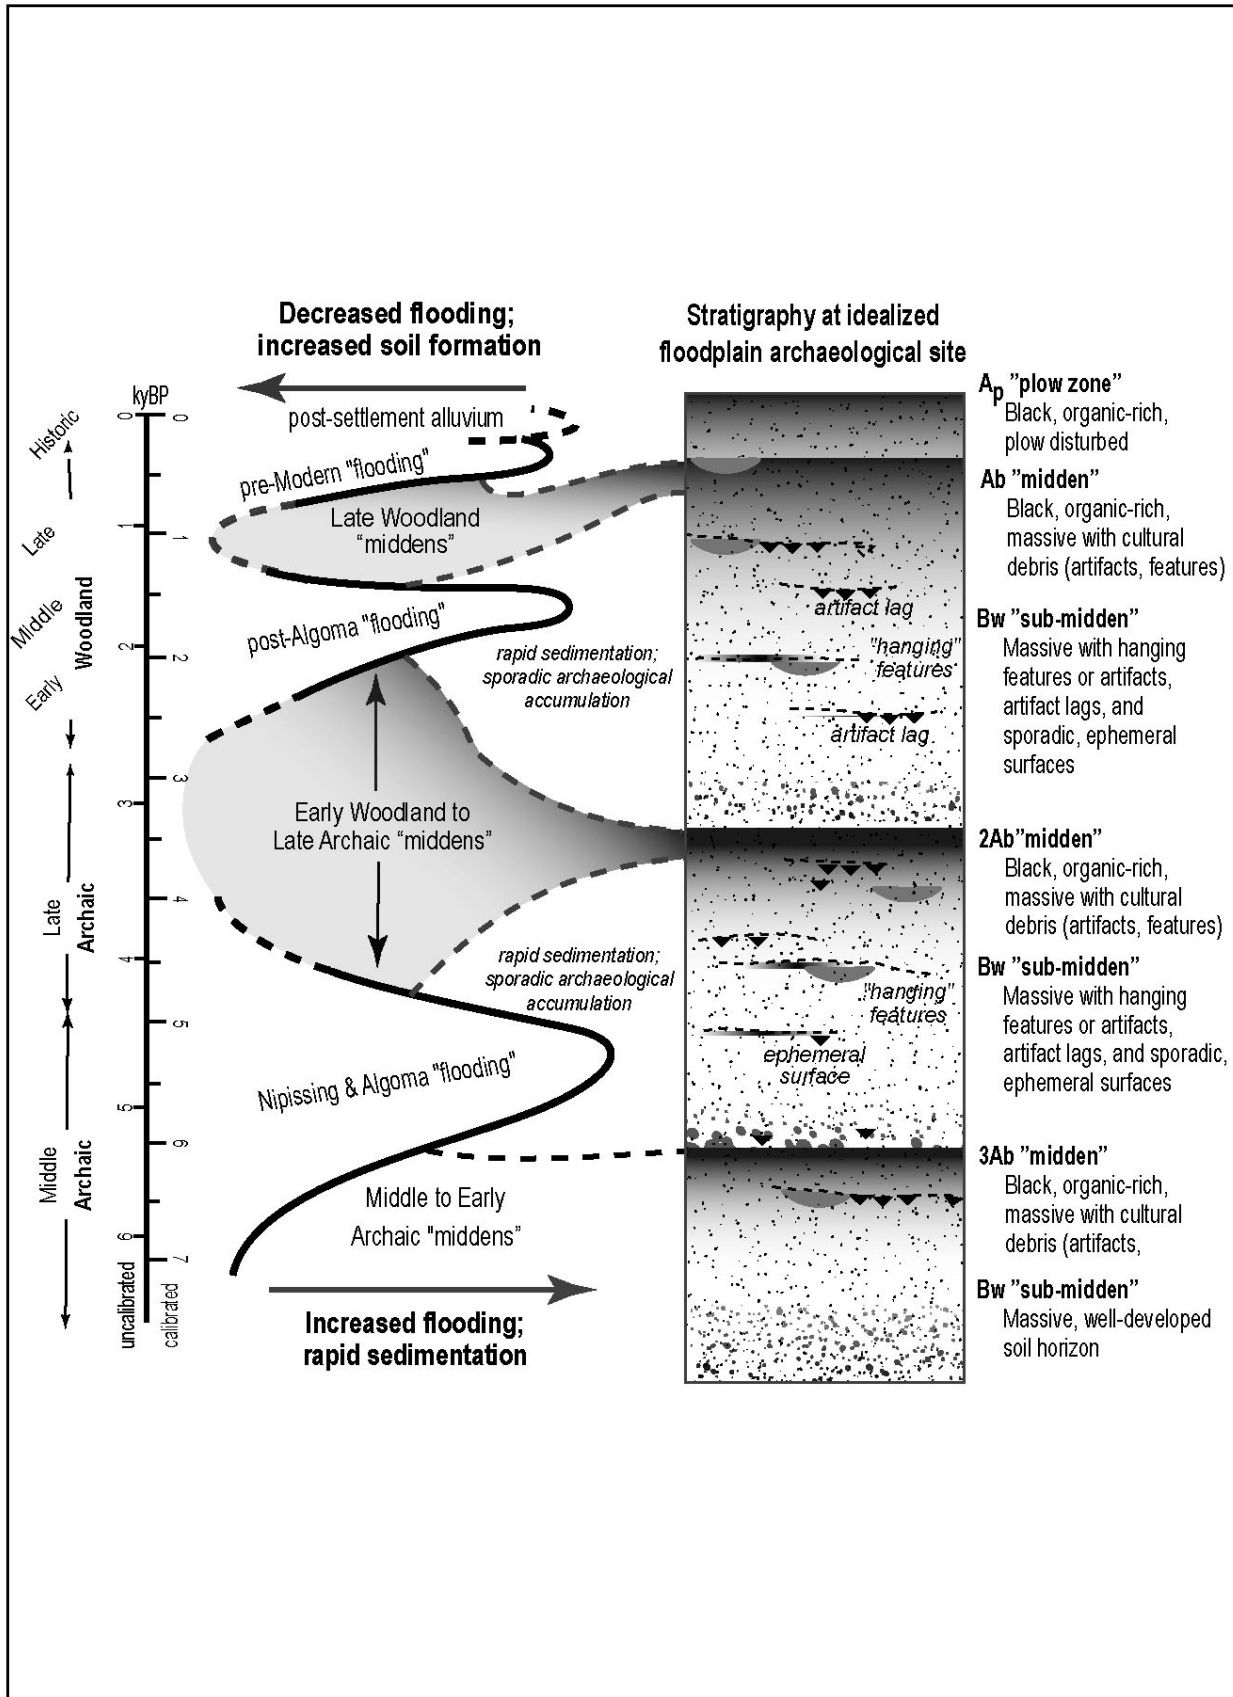 Decreased flooding;
increased soil formation
Stratigraphy at idealized
floodplain archaeological site
kyBP
0
1
2
3
4
5
6
uncalibrated
0
1
2
3
4
5
6
7
calibrated
Historic
Late
Middle
Early
Woodland
Late
Archaic
Middle
Archaic
post-settlement alluvium
pre-Modern "flooding"
Late Woodland
“middens”
post-Algoma "flooding"
rapid sedimentation;
sporadic archaeological
accumulation
Early Woodland to
Late Archaic “middens”
rapid sedimentation;
sporadic archaeological
accumulation
Nipissing & Algoma "flooding"
Middle to Early
Archaic "middens”
Increased flooding;
rapid sedimentation
artifact lag
"hanging"
features
artifact lag
"hanging"
features
ephemeral
surface
Ap ”plow zone”
Black, organic-rich,
plow disturbed
Ab ”midden”
Black, organic-rich,
massive with cultural
debris (artifacts, features)
Bw ”sub-midden”
Massive with hanging
features or artifacts,
artifact lags, and
sporadic, ephemeral
surfaces
2Ab”midden”
Black, organic-rich,
massive with cultural
debris (artifacts, features)
Bw ”sub-midden”
Massive with hanging
features or artifacts,
artifact lags, and sporadic,
ephemeral surfaces
3Ab ”midden”
Black, organic-rich,
massive with cultural
debris (artifacts,
Bw ”sub-midden”
Massive, well-developed
soil horizon